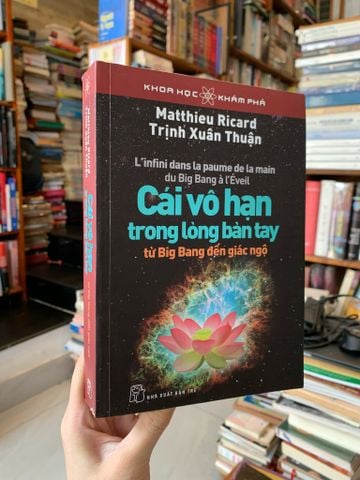 KHOA HỌC KHÁM PHÁ
Matthieu Ricard
Trịnh Xuân Thuận
L'infini dans la paume de la main
du Big Bang à l'Éveil
Cái vô hạn
trong lòng bàn tay
từ Big Bang đến giác ngộ
NHÀ XUẤT BẢN TRẺ